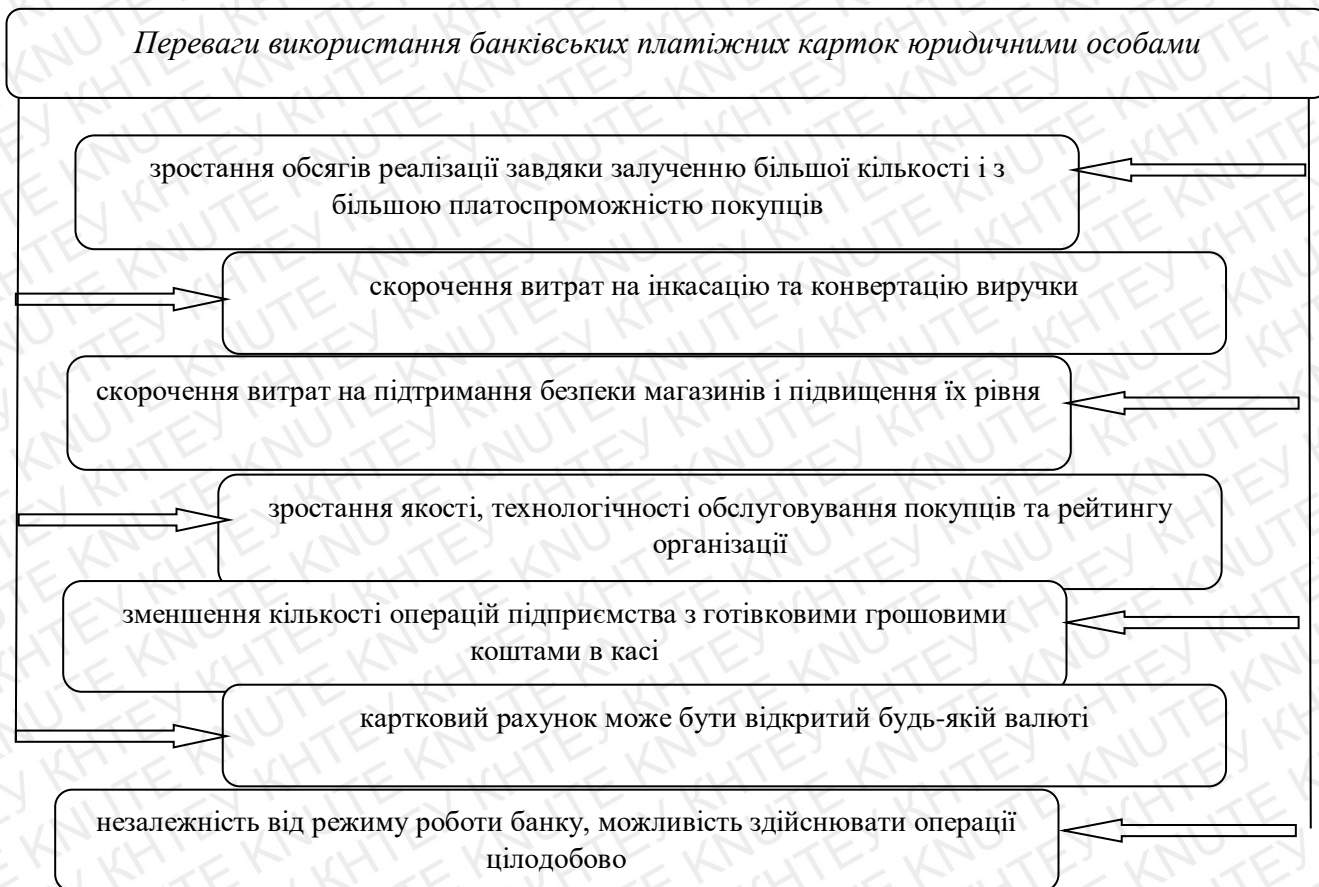 Переваги використання банківських платіжних карток юридичними особами
зростання обсягів реалізації завдяки залученню більшої кількості і з
більшою платоспроможністю покупців
скорочення витрат на інкасацію та конвертацію виручки
скорочення витрат на підтримання безпеки магазинів і підвищення їх рівня
зростання якості, технологічності обслуговування покупців та рейтингу
організації
зменшення кількості операцій підприємства з готівковими грошовими
коштами в касі
картковий рахунок може бути відкритий будь-якій валюті
незалежність від режиму роботи банку, можливість здійснювати операції
цілодобово